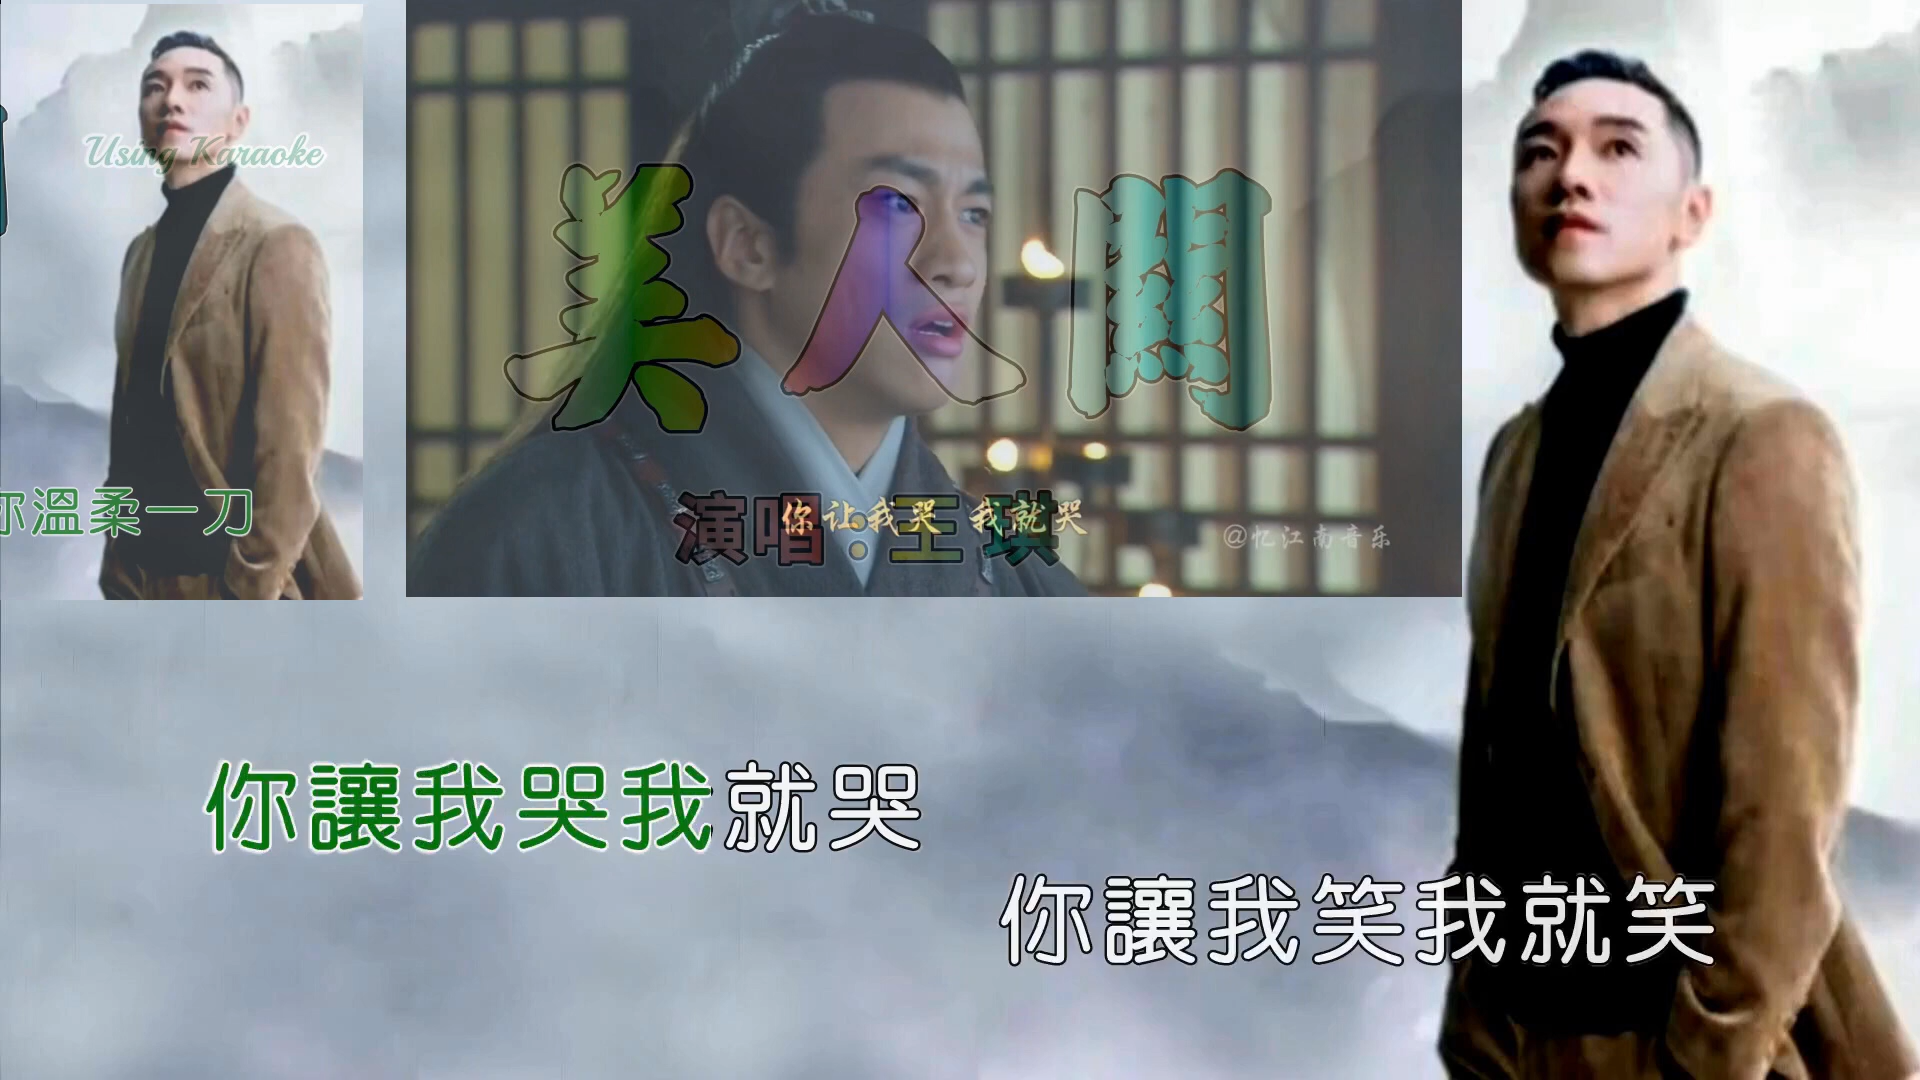 Using Karaoke
美人關
演唱:王琪
你让我哭 我就哭
@忆江南音乐
你溫柔一刀
你讓我哭我就哭
你讓我笑我就笑